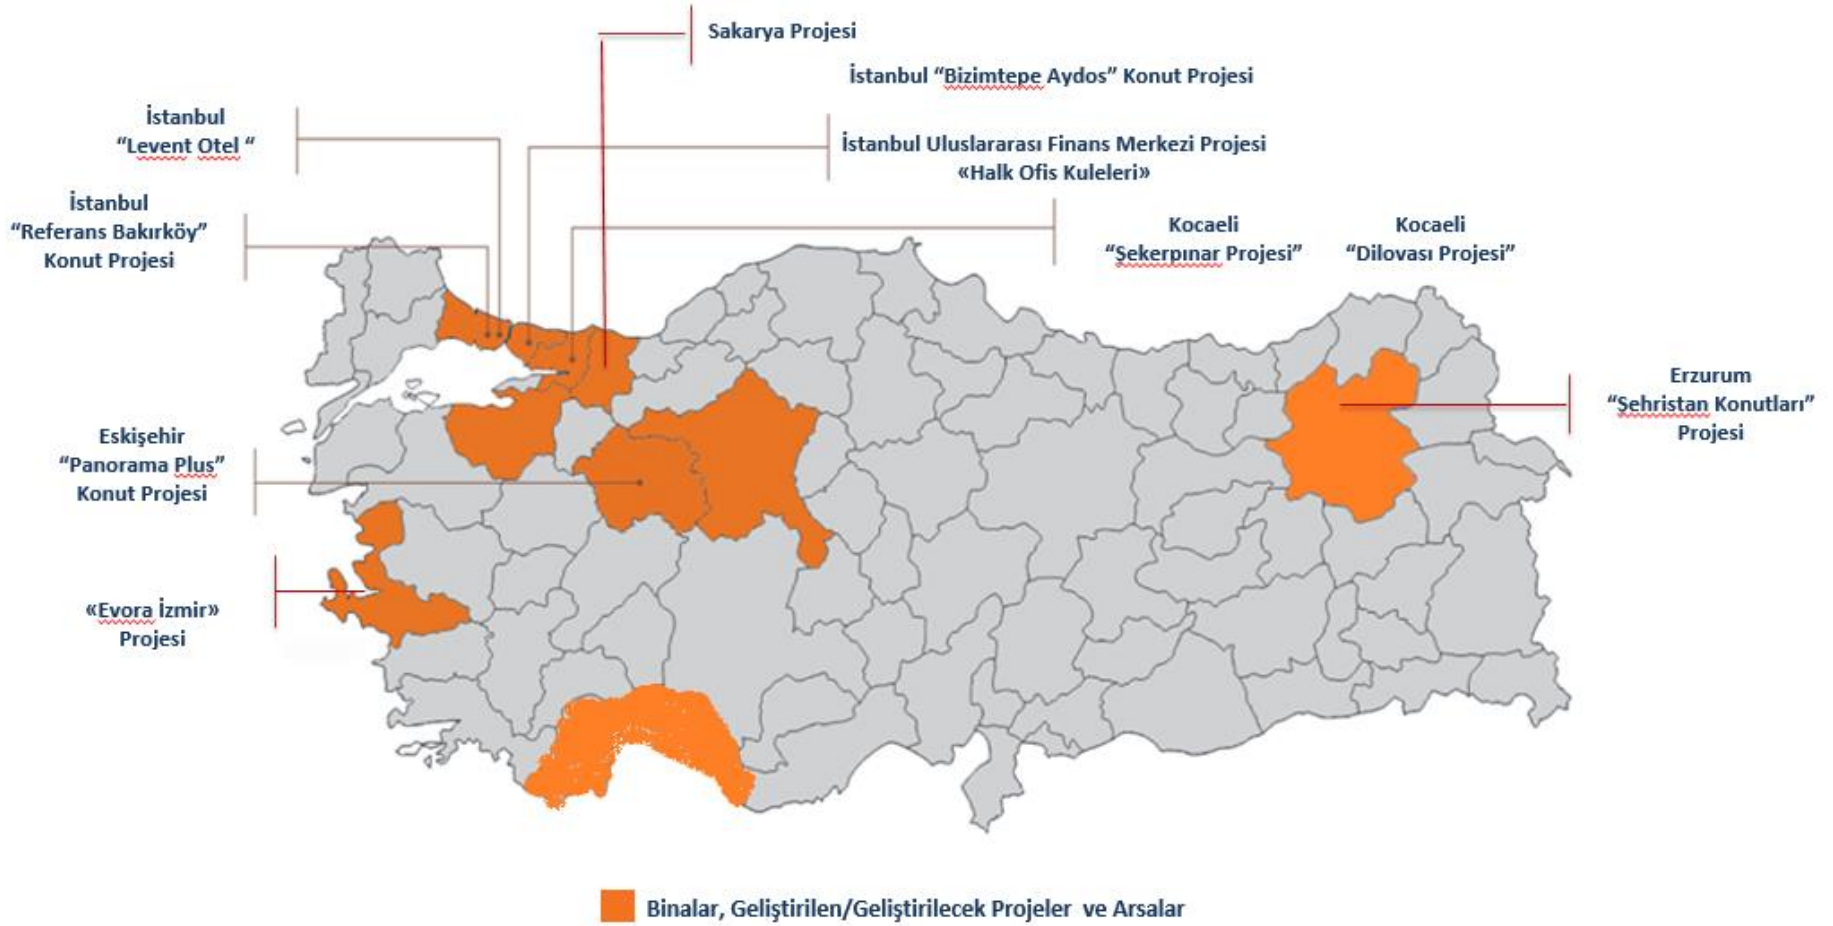 Sakarya Projesi
İstanbul “Bizimtepe Aydos” Konut Projesi
İstanbul
“Levent Otel “
İstanbul Uluslararası Finans Merkezi Projesi
«Halk Ofis Kuleleri»
İstanbul
“Referans Bakırköy”
Konut Projesi
Kocaeli
“Şekerpınar Projesi”
Kocaeli
“Dilovası Projesi”
Erzurum
“Şehristan Konutları”
Projesi
Eskişehir
“Panorama Plus”
Konut Projesi
«Evora İzmir»
Projesi
Binalar, Geliştirilen/Geliştirilecek Projeler  ve Arsalar